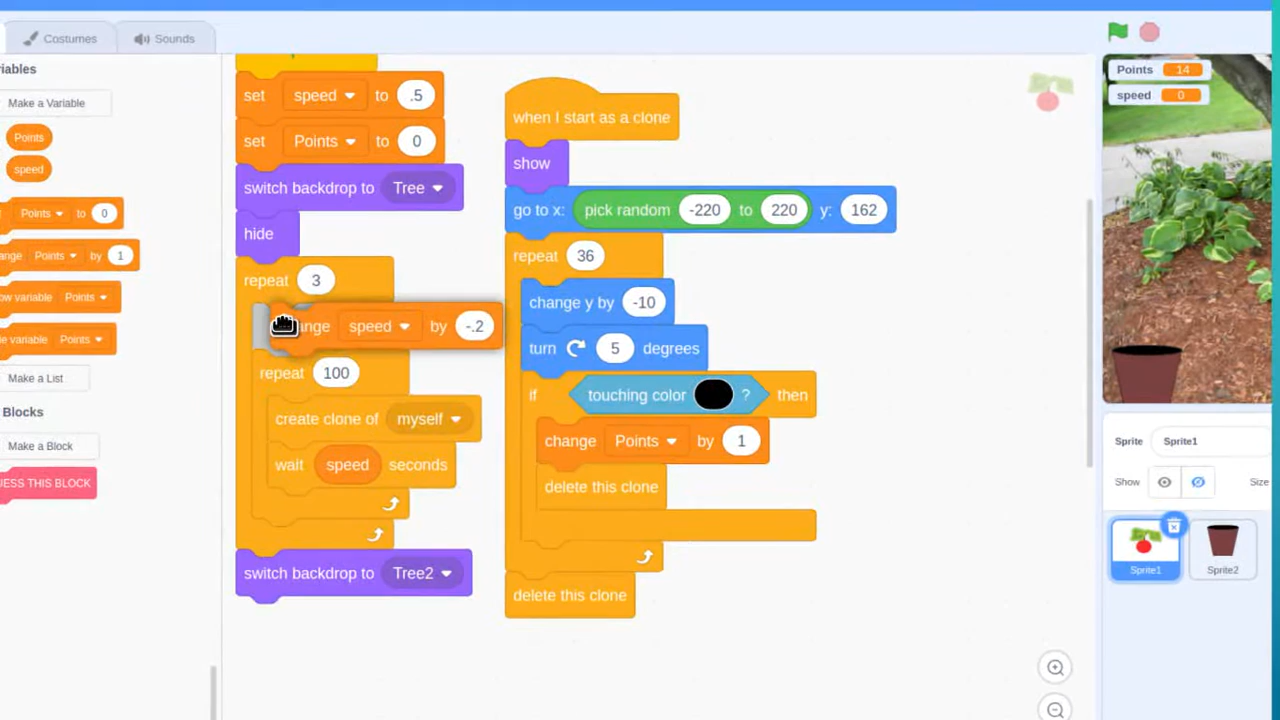 Costumes
Sounds
riables
Make a Variable
Points
speed
Points to 0
ange Points by 1
ow variable Points
de variable Points
Make a List
Blocks
Make a Block
UESS THIS BLOCK
set speed to .5
set Points to 0
switch backdrop to Tree
hide
repeat 3
ange speed by -.2
repeat 100
create clone of myself
wait speed seconds
switch backdrop to Tree2
when I start as a clone
show
go to x: pick random -220 to 220 y: 162
repeat 36
change y by -10
turn 5 degrees
if touching color ? then
change Points by 1
delete this clone
delete this clone
Points 14
speed 0
Sprite Sprite1
Show Size
Sprite1
Sprite2